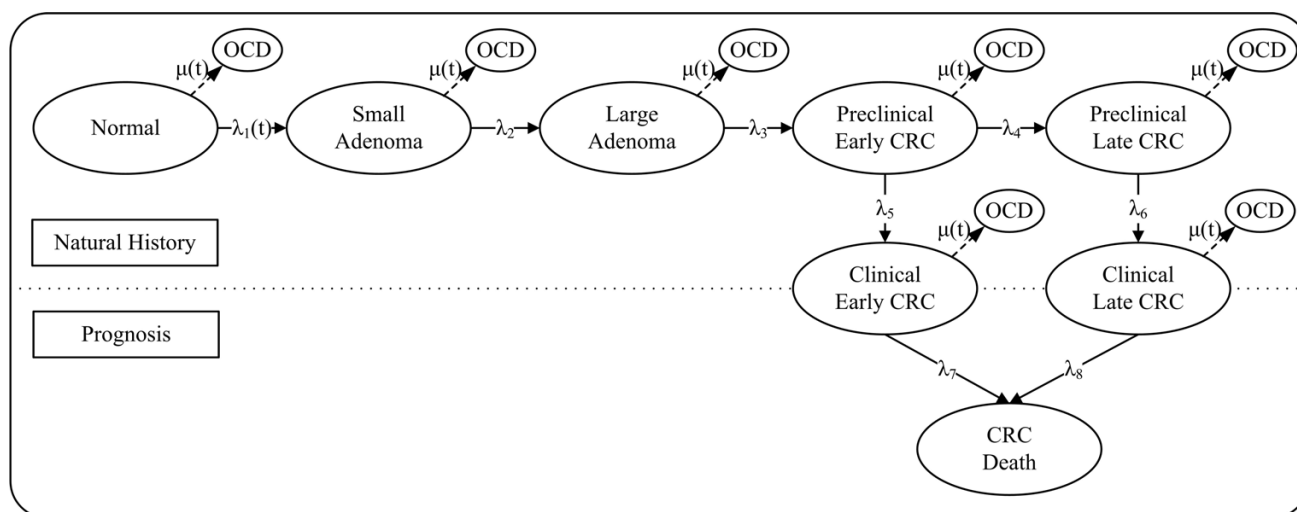 OCD
OCD
OCD
OCD
OCD
μ(t)
μ(t)
μ(t)
μ(t)
μ(t)
Normal
λ₁(t)
Small
Adenoma
λ₂
Large
Adenoma
λ₃
Preclinical
Early CRC
λ₄
Preclinical
Late CRC
λ₅
λ₆
OCD
OCD
μ(t)
μ(t)
Natural History
Clinical
Early CRC
Clinical
Late CRC
Prognosis
λ₇
λ₈
CRC
Death